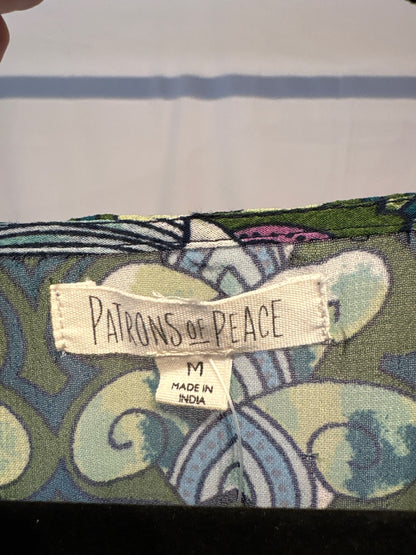 PATRONS OF PEACE
M
MADE IN
INDIA